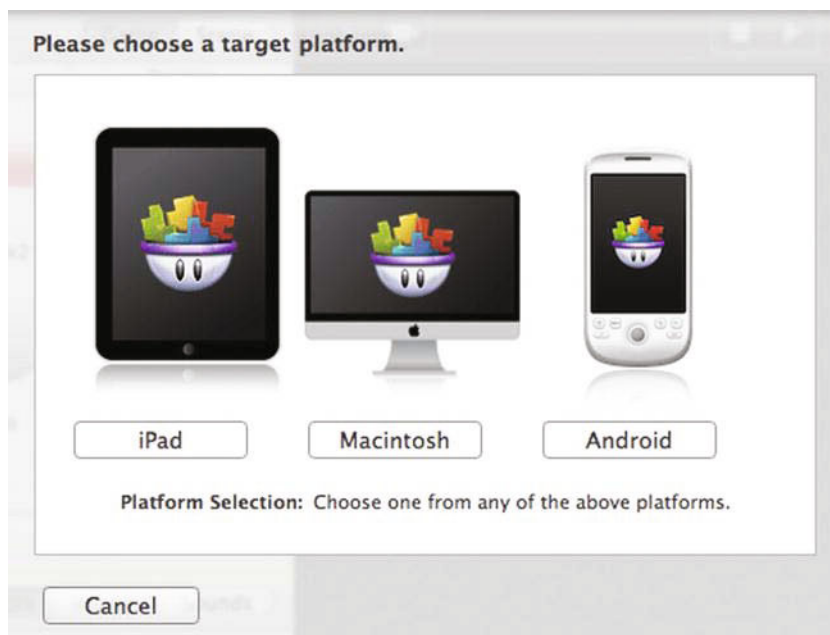 Please choose a target platform.
iPad
Macintosh
Android
Platform Selection: Choose one from any of the above platforms.
Cancel